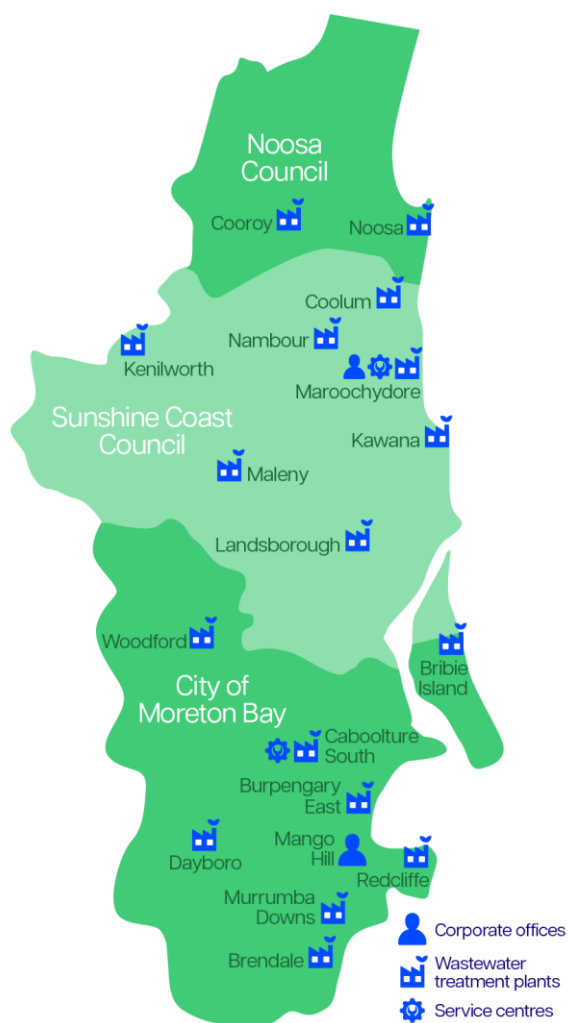 Noosa
Council
Cooroy
Noosa
Coolum
Nambour
Kenilworth
Maroochydore
Sunshine Coast
Council
Kawana
Maleny
Landsborough
Woodford
Bribie
Island
City of
Moreton Bay
Caboolture
South
Burpengary
East
Mango
Hill
Dayboro
Redcliffe
Murrumba
Downs
Brendale
Corporate offices
Wastewater
treatment plants
Service centres